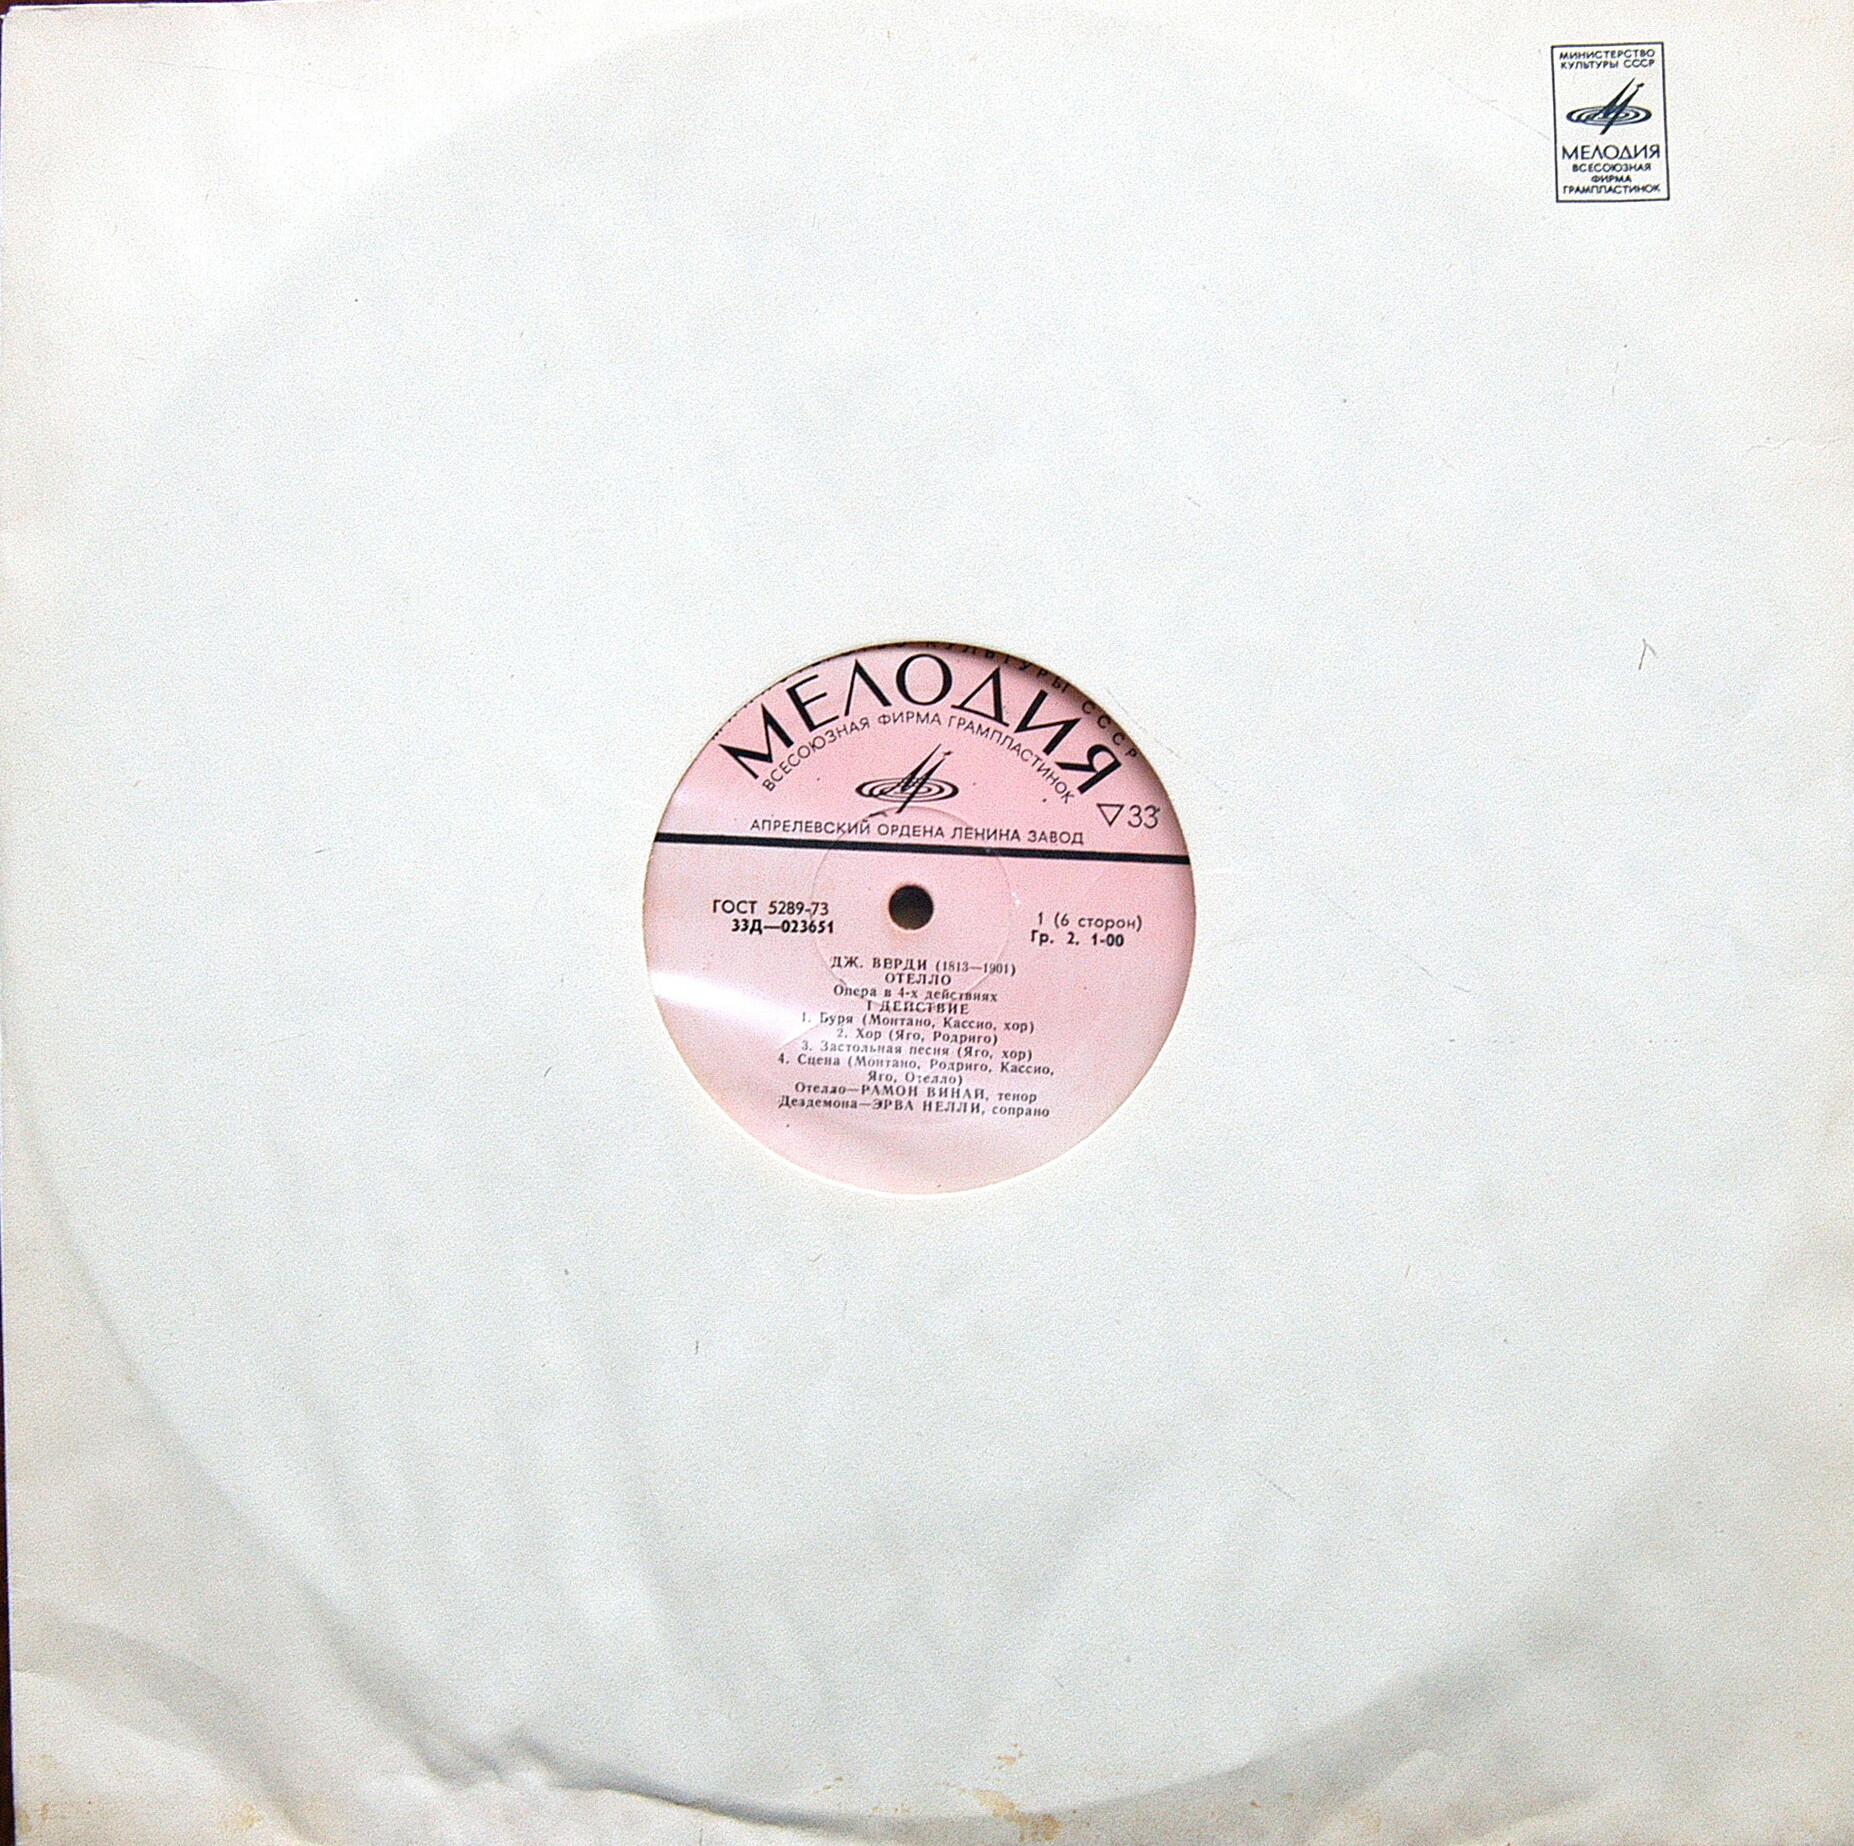 МИНИСТЕРСТВО
КУЛЬТУРЫ СССР
МЕЛОДИЯ
ВСЕСОЮЗНАЯ
ФИРМА
ГРАМПЛАСТИНОК
КУЛЬТУРЫ СССР
МЕЛОДИЯ
ВСЕСОЮЗНАЯ ФИРМА ГРАМПЛАСТИНОК
33
АПРЕЛЕВСКИЙ ОРДЕНА ЛЕНИНА ЗАВОД
ГОСТ 5289-73
33Д—023651
1 (6 сторон)
Гр. 2. 1-00
ДЖ. ВЕРДИ (1813—1901)
ОТЕЛЛО
Опера в 4-х действиях
I ДЕЙСТВИЕ
1. Буря (Монтано, Кассио, хор)
2. Хор (Яго, Родриго)
3. Застольная песня (Яго, хор)
4. Сцена (Монтано, Родриго, Кассио,
Яго, Отелло)
Отелло—РАМОН ВИНАЙ, тенор
Дездемона—ЭРВА НЕЛЛИ, сопрано